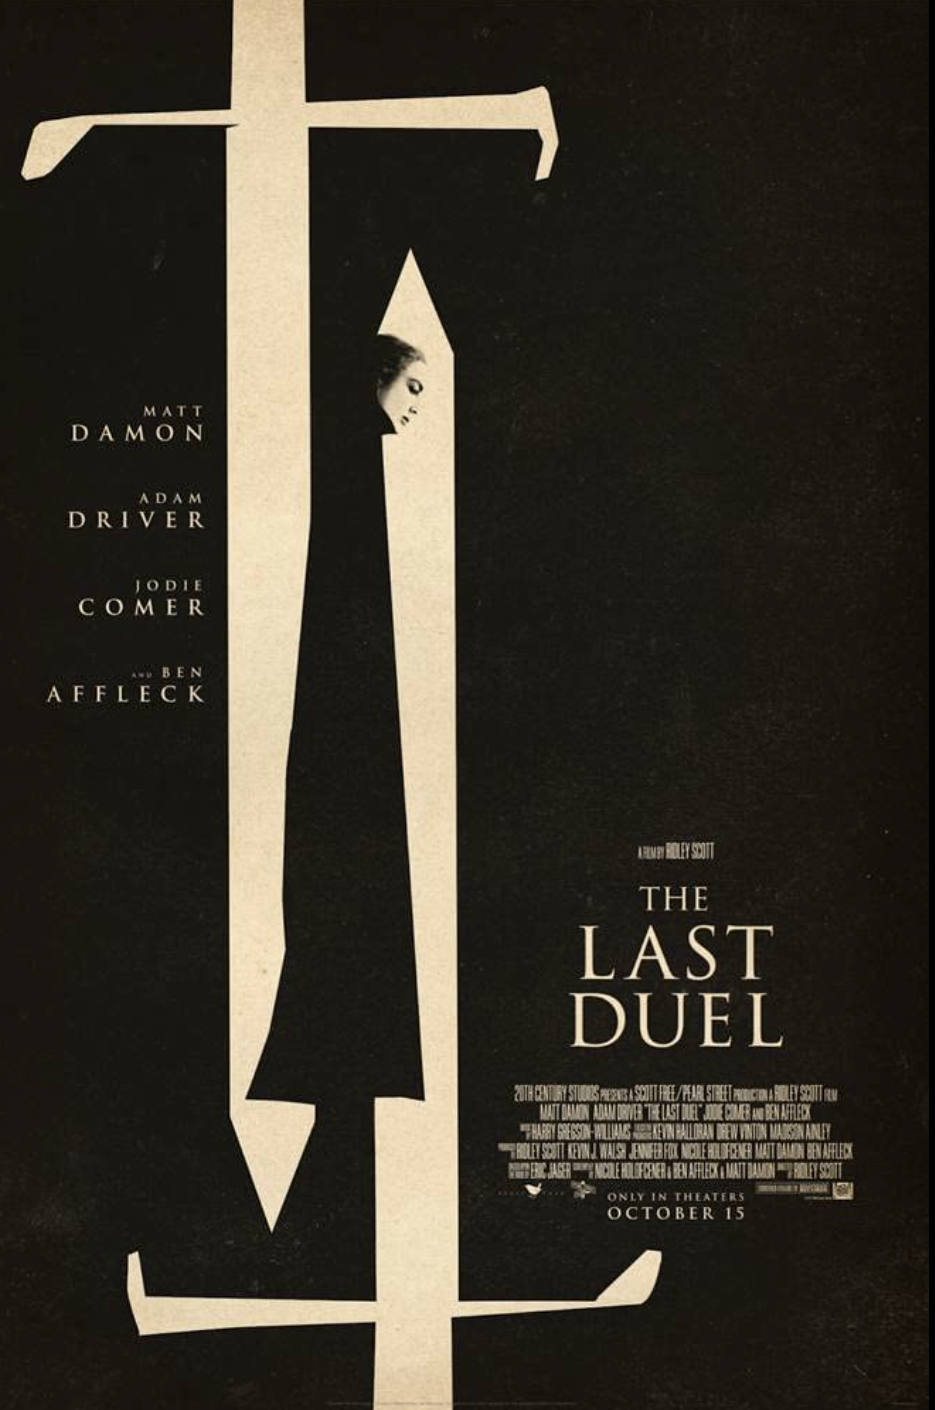 MATT
DAMON
ADAM
DRIVER
JODIE
COMER
AND BEN
AFFLECK
A FILM BY RIDLEY SCOTT
THE
LAST
DUEL
20TH CENTURY STUDIOS PRESENTS A SCOTT FREE/PEARL STREET PRODUCTION A RIDLEY SCOTT FILM
MATT DAMON ADAM DRIVER "THE LAST DUEL" JODIE COMER AND BEN AFFLECK
HARRY GREGSON-WILLIAMS KEVIN HALLORAN DREW VINTON MADISON AINLEY
RIDLEY SCOTT KEVIN J. WALSH JENNIFER FOX NICOLE HOLOFCENER MATT DAMON BEN AFFLECK
ERIC JAGER NICOLE HOLOFCENER & BEN AFFLECK & MATT DAMON RIDLEY SCOTT
ONLY IN THEATERS
OCTOBER 15